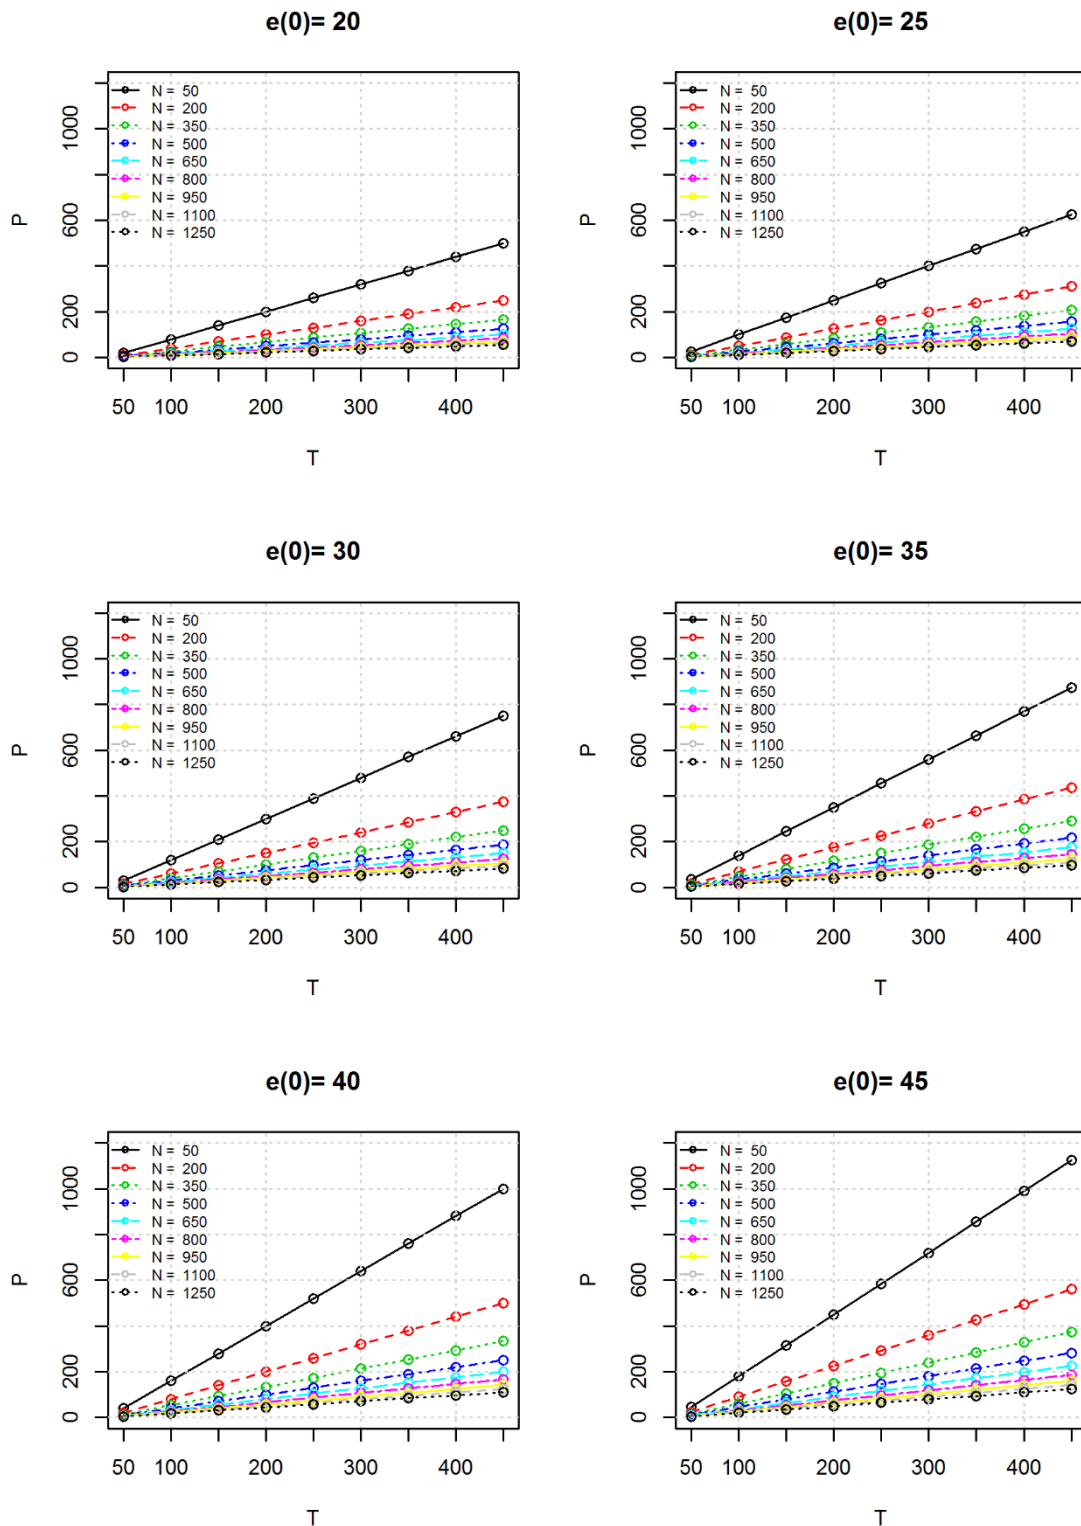 e(0)= 20
P
1000
600
200
0
N = 50
N = 200
N = 350
N = 500
N = 650
N = 800
N = 950
N = 1100
N = 1250
50 100 200 300 400
T
e(0)= 25
P
1000
600
200
0
N = 50
N = 200
N = 350
N = 500
N = 650
N = 800
N = 950
N = 1100
N = 1250
50 100 200 300 400
T
e(0)= 30
P
1000
600
200
0
N = 50
N = 200
N = 350
N = 500
N = 650
N = 800
N = 950
N = 1100
N = 1250
50 100 200 300 400
T
e(0)= 35
P
1000
600
200
0
N = 50
N = 200
N = 350
N = 500
N = 650
N = 800
N = 950
N = 1100
N = 1250
50 100 200 300 400
T
e(0)= 40
P
1000
600
200
0
N = 50
N = 200
N = 350
N = 500
N = 650
N = 800
N = 950
N = 1100
N = 1250
50 100 200 300 400
T
e(0)= 45
P
1000
600
200
0
N = 50
N = 200
N = 350
N = 500
N = 650
N = 800
N = 950
N = 1100
N = 1250
50 100 200 300 400
T